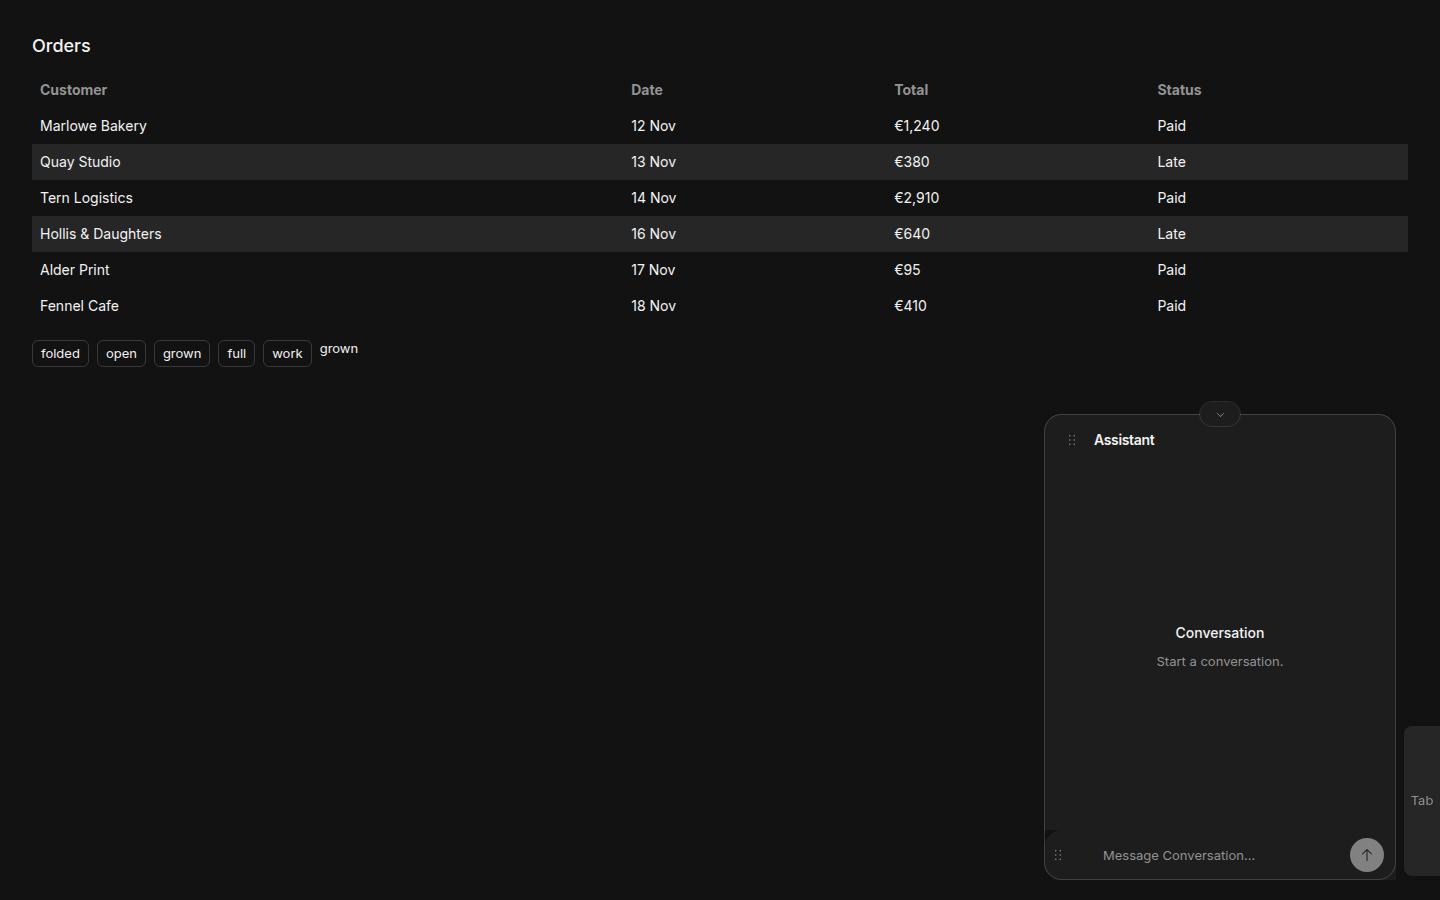 Orders
Customer Date Total Status
Marlowe Bakery 12 Nov €1,240 Paid
Quay Studio 13 Nov €380 Late
Tern Logistics 14 Nov €2,910 Paid
Hollis & Daughters 16 Nov €640 Late
Alder Print 17 Nov €95 Paid
Fennel Cafe 18 Nov €410 Paid
folded open grown full work grown
Assistant
Conversation
Start a conversation.
Tab
Message Conversation...